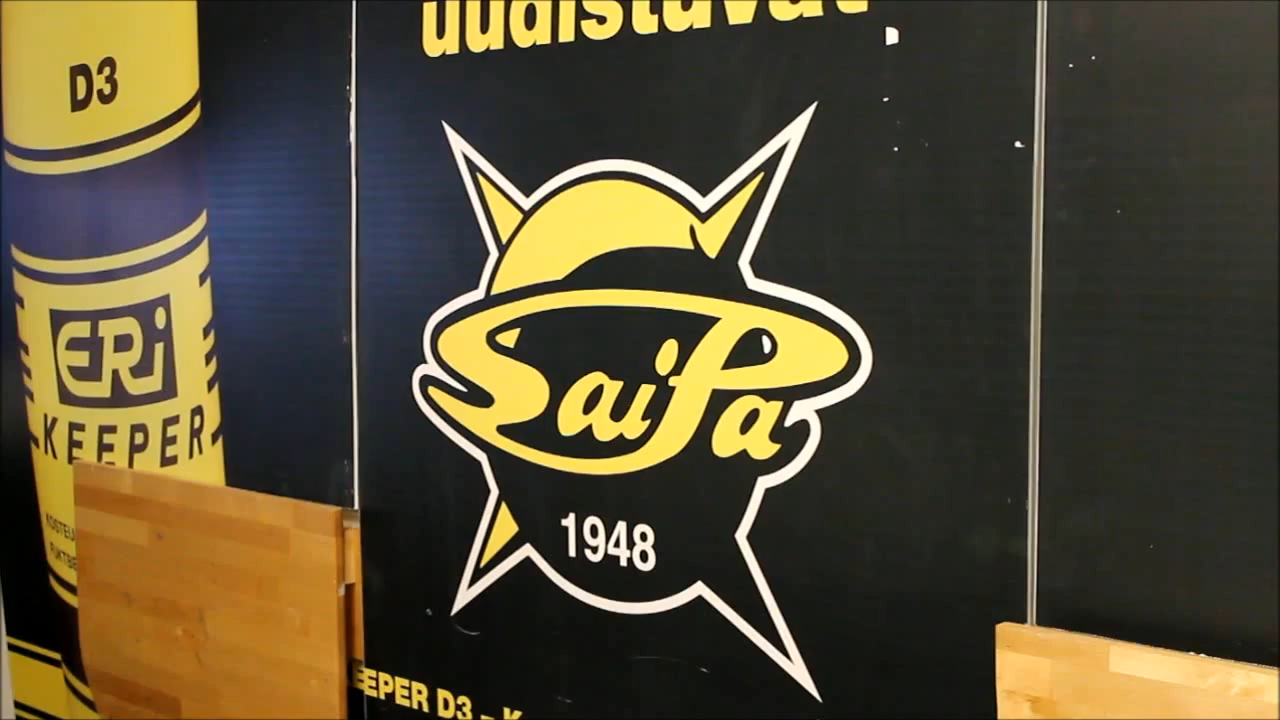 uudistuvat
D3
ERi
KEEPER
SaiPa
1948
EEPER D3 - K